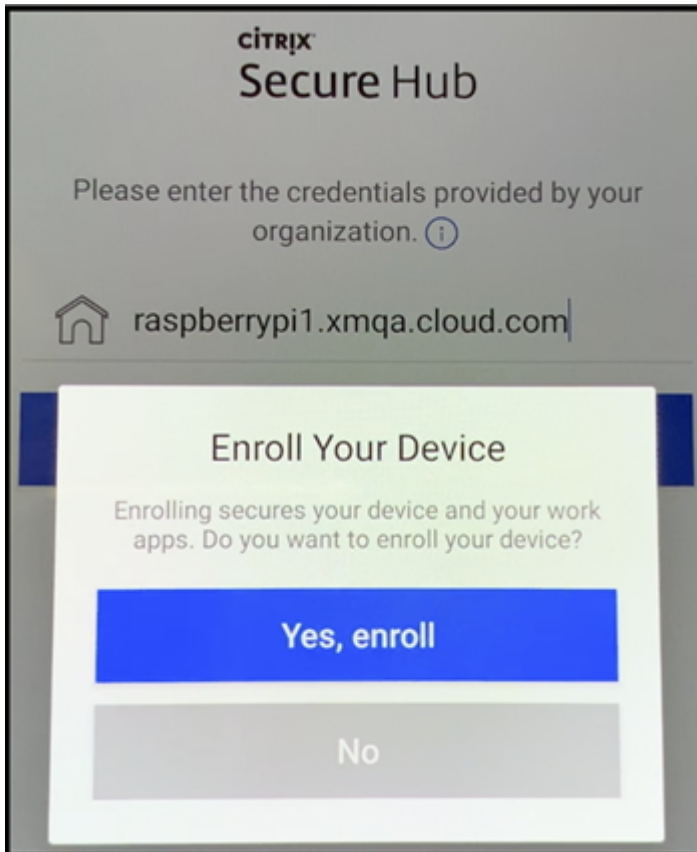 CITRIX
Secure Hub
Please enter the credentials provided by your
organization.
raspberrypi1.xmqa.cloud.com
Enroll Your Device
Enrolling secures your device and your work
apps. Do you want to enroll your device?
Yes, enroll
No